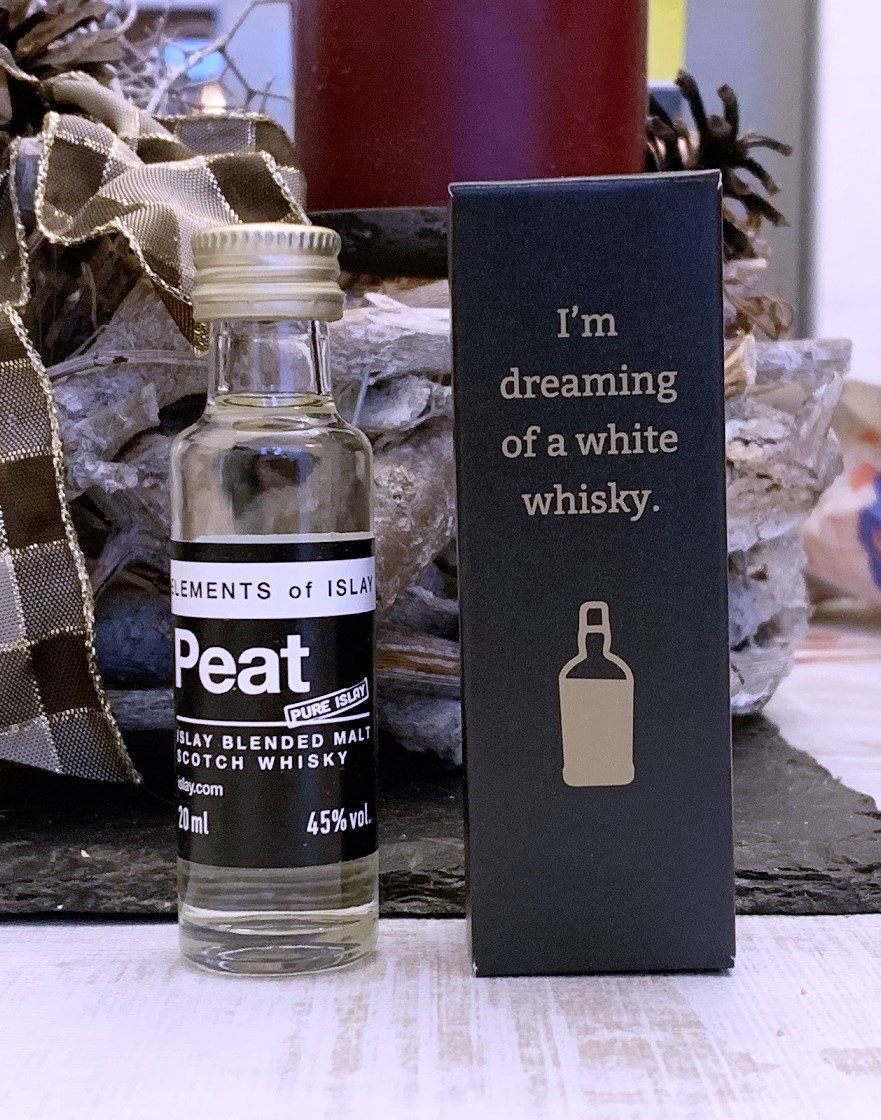 ELEMENTS of ISLAY
Peat
PURE ISLAY
ISLAY BLENDED MALT
SCOTCH WHISKY
islay.com
20 ml
45% vol.
I'm
dreaming
of a white
whisky.